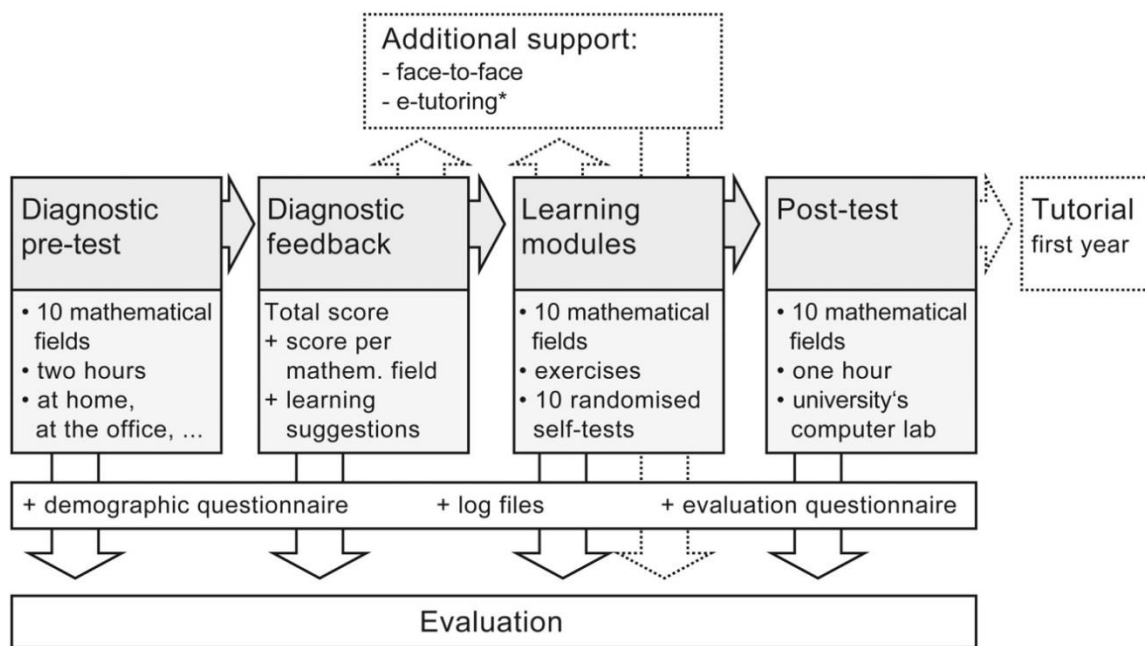 Additional support:
- face-to-face
- e-tutoring*
Diagnostic
pre-test
• 10 mathematical
fields
• two hours
• at home,
at the office, ...
Diagnostic
feedback
Total score
+ score per
mathem. field
+ learning
suggestions
Learning
modules
• 10 mathematical
fields
• exercises
• 10 randomised
self-tests
Post-test
• 10 mathematical
fields
• one hour
• university‘s
computer lab
Tutorial
first year
+ demographic questionnaire + log files + evaluation questionnaire
Evaluation